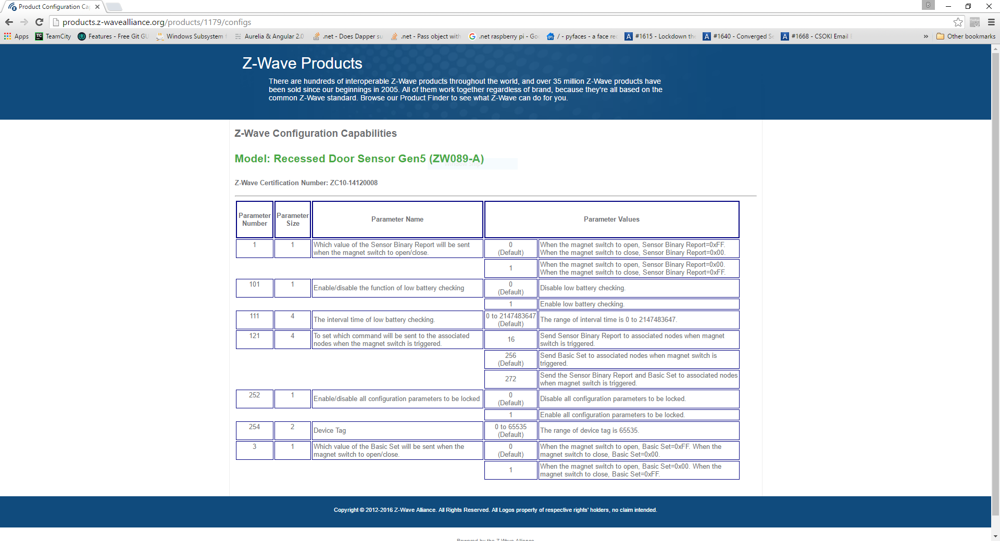 Product Configuration Ca
B
products.z-wavealliance.org/products/1179/configs
Apps
TeamCity
Features - Free Git GU
Windows Subsystem f
Aurelia & Angular 2.0
.net - Does Dapper su
.net - Pass object with
.net raspberry pi - Goo
/ - pyfaces - a face rec
#1615 - Lockdown the
#1640 - Converged Se
#1668 - CSOKI Email
» Other bookmarks
Z-Wave Products
There are hundreds of interoperable Z-Wave products throughout the world, and over 35 million Z-Wave products have
been sold since our beginnings in 2005. All of them work together regardless of brand, because they're all based on the
common Z-Wave standard. Browse our Product Finder to see what Z-Wave can do for you.
Z-Wave Configuration Capabilities
Model: Recessed Door Sensor Gen5 (ZW089-A)
Z-Wave Certification Number: ZC10-14120008
Parameter Number
Parameter Size
Parameter Name
Parameter Values
1
1
Which value of the Sensor Binary Report will be sent
when the magnet switch to open/close.
0
(Default)
When the magnet switch to open, Sensor Binary Report=0xFF.
When the magnet switch to close, Sensor Binary Report=0x00.
1
When the magnet switch to open, Sensor Binary Report=0x00.
When the magnet switch to close, Sensor Binary Report=0xFF.
101
1
Enable/disable the function of low battery checking
0
(Default)
Disable low battery checking.
1
Enable low battery checking.
111
4
The interval time of low battery checking.
0 to 2147483647
(Default)
The range of interval time is 0 to 2147483647.
121
4
To set which command will be sent to the associated
nodes when the magnet switch is triggered.
16
Send Sensor Binary Report to associated nodes when magnet
switch is triggered.
256
(Default)
Send Basic Set to associated nodes when magnet switch is
triggered.
272
Send the Sensor Binary Report and Basic Set to associated nodes
when magnet switch is triggered.
252
1
Enable/disable all configuration parameters to be locked
0
(Default)
Disable all configuration parameters to be locked.
1
Enable all configuration parameters to be locked.
254
2
Device Tag
0 to 65535
(Default)
The range of device tag is 65535.
3
1
Which value of the Basic Set will be sent when the
magnet switch to open/close.
0
(Default)
When the magnet switch to open, Basic Set=0xFF. When the
magnet switch to close, Basic Set=0x00.
1
When the magnet switch to open, Basic Set=0x00. When the
magnet switch to close, Basic Set=0xFF.
Copyright © 2012-2016 Z-Wave Alliance. All Rights Reserved. All Logos property of respective rights' holders, no claim intended.
Powered by the Z-Wave Alliance